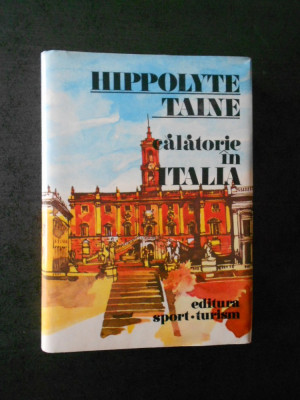 HIPPOLYTE
TAINE
călătorie
în
ITALIA
editura
sport•turism